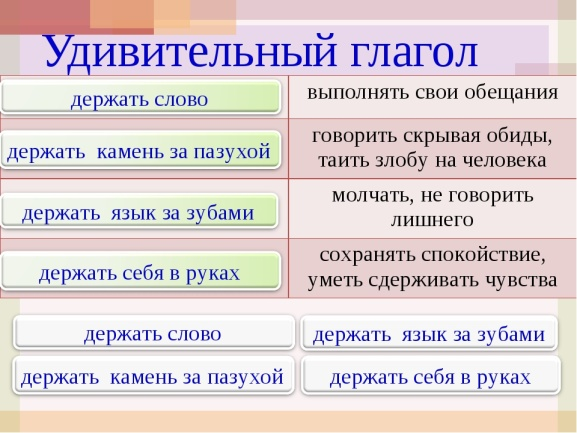 Удивительный глагол
держать слово
выполнять свои обещания
держать  камень за пазухой
говорить скрывая обиды,
таить злобу на человека
держать  язык за зубами
молчать, не говорить
лишнего
держать себя в руках
сохранять спокойствие,
уметь сдерживать чувства
держать слово
держать  язык за зубами
держать  камень за пазухой
держать себя в руках